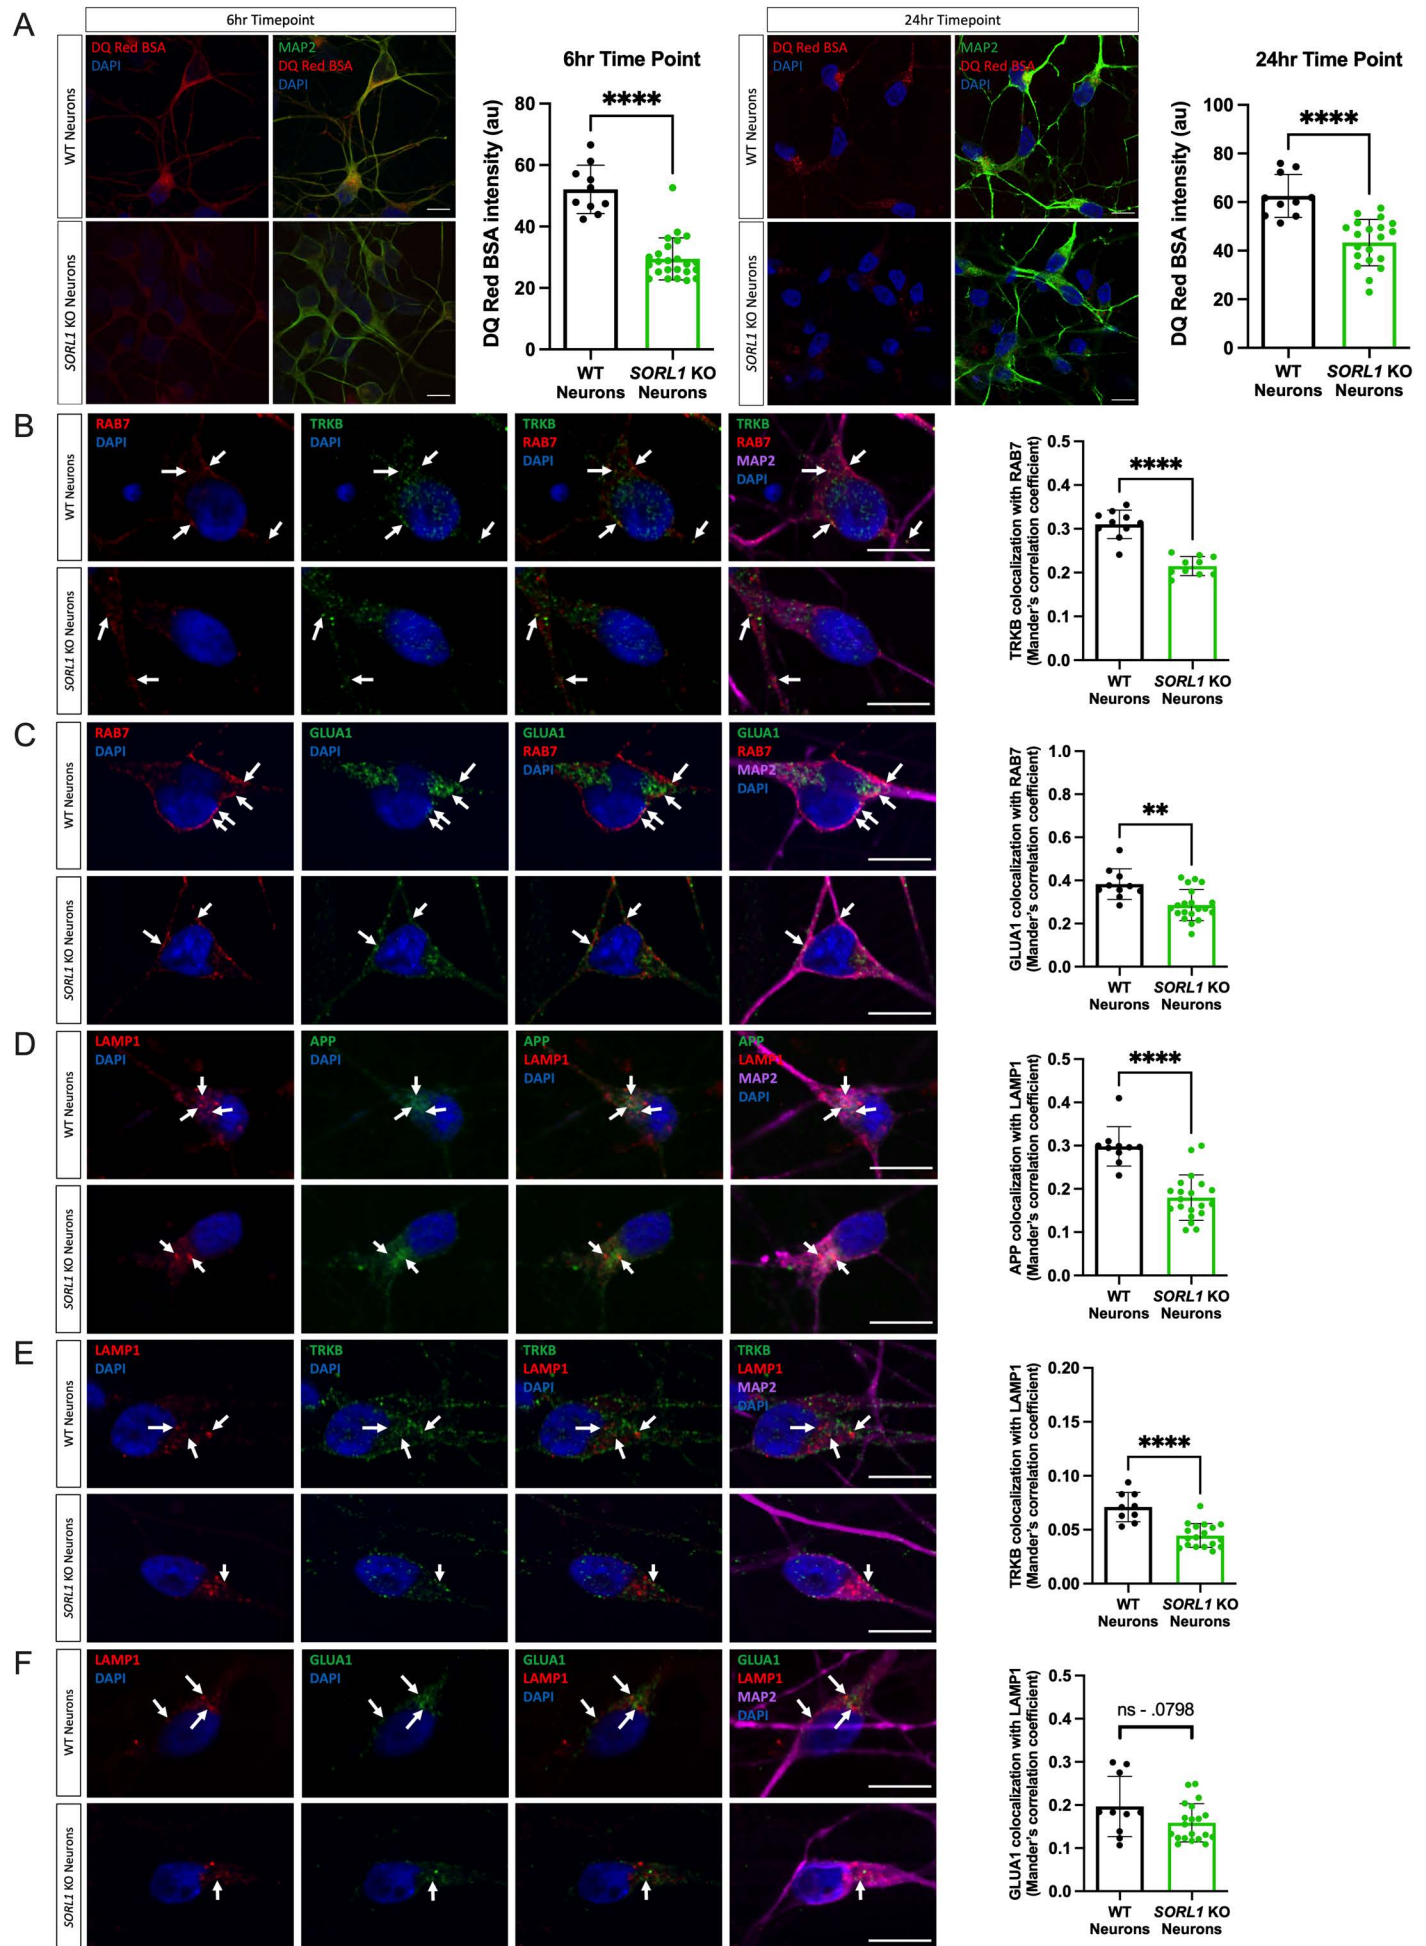 A
6hr Timepoint
24hr Timepoint
WT Neurons
DQ Red BSA
DAPI
MAP2
DQ Red BSA
DAPI
SORL1 KO Neurons
6hr Time Point
DQ Red BSA intensity (au)
80
60
40
20
0
****
WT
Neurons
SORL1 KO
Neurons
WT Neurons
DQ Red BSA
DAPI
MAP2
DQ Red BSA
DAPI
SORL1 KO Neurons
24hr Time Point
DQ Red BSA intensity (au)
100
80
60
40
20
0
****
WT
Neurons
SORL1 KO
Neurons
B
WT Neurons
RAB7
DAPI
TRKB
DAPI
TRKB
RAB7
DAPI
TRKB
RAB7
MAP2
DAPI
SORL1 KO Neurons
TRKB colocalization with RAB7
(Mander's correlation coefficient)
0.5
0.4
0.3
0.2
0.1
0.0
****
WT
Neurons
SORL1 KO
Neurons
C
WT Neurons
RAB7
DAPI
GLUA1
DAPI
GLUA1
RAB7
DAPI
GLUA1
RAB7
MAP2
DAPI
SORL1 KO Neurons
GLUA1 colocalization with RAB7
(Mander's correlation coefficient)
1.0
0.8
0.6
0.4
0.2
0.0
**
WT
Neurons
SORL1 KO
Neurons
D
WT Neurons
LAMP1
DAPI
APP
DAPI
APP
LAMP1
DAPI
APP
LAMP1
MAP2
DAPI
SORL1 KO Neurons
APP colocalization with LAMP1
(Mander's correlation coefficient)
0.5
0.4
0.3
0.2
0.1
0.0
****
WT
Neurons
SORL1 KO
Neurons
E
WT Neurons
LAMP1
DAPI
TRKB
DAPI
TRKB
LAMP1
DAPI
TRKB
LAMP1
MAP2
DAPI
SORL1 KO Neurons
TRKB colocalization with LAMP1
(Mander's correlation coefficient)
0.20
0.15
0.10
0.05
0.00
****
WT
Neurons
SORL1 KO
Neurons
F
WT Neurons
LAMP1
DAPI
GLUA1
DAPI
GLUA1
LAMP1
DAPI
GLUA1
LAMP1
MAP2
DAPI
SORL1 KO Neurons
GLUA1 colocalization with LAMP1
(Mander's correlation coefficient)
0.5
0.4
0.3
0.2
0.1
0.0
ns - .0798
WT
Neurons
SORL1 KO
Neurons